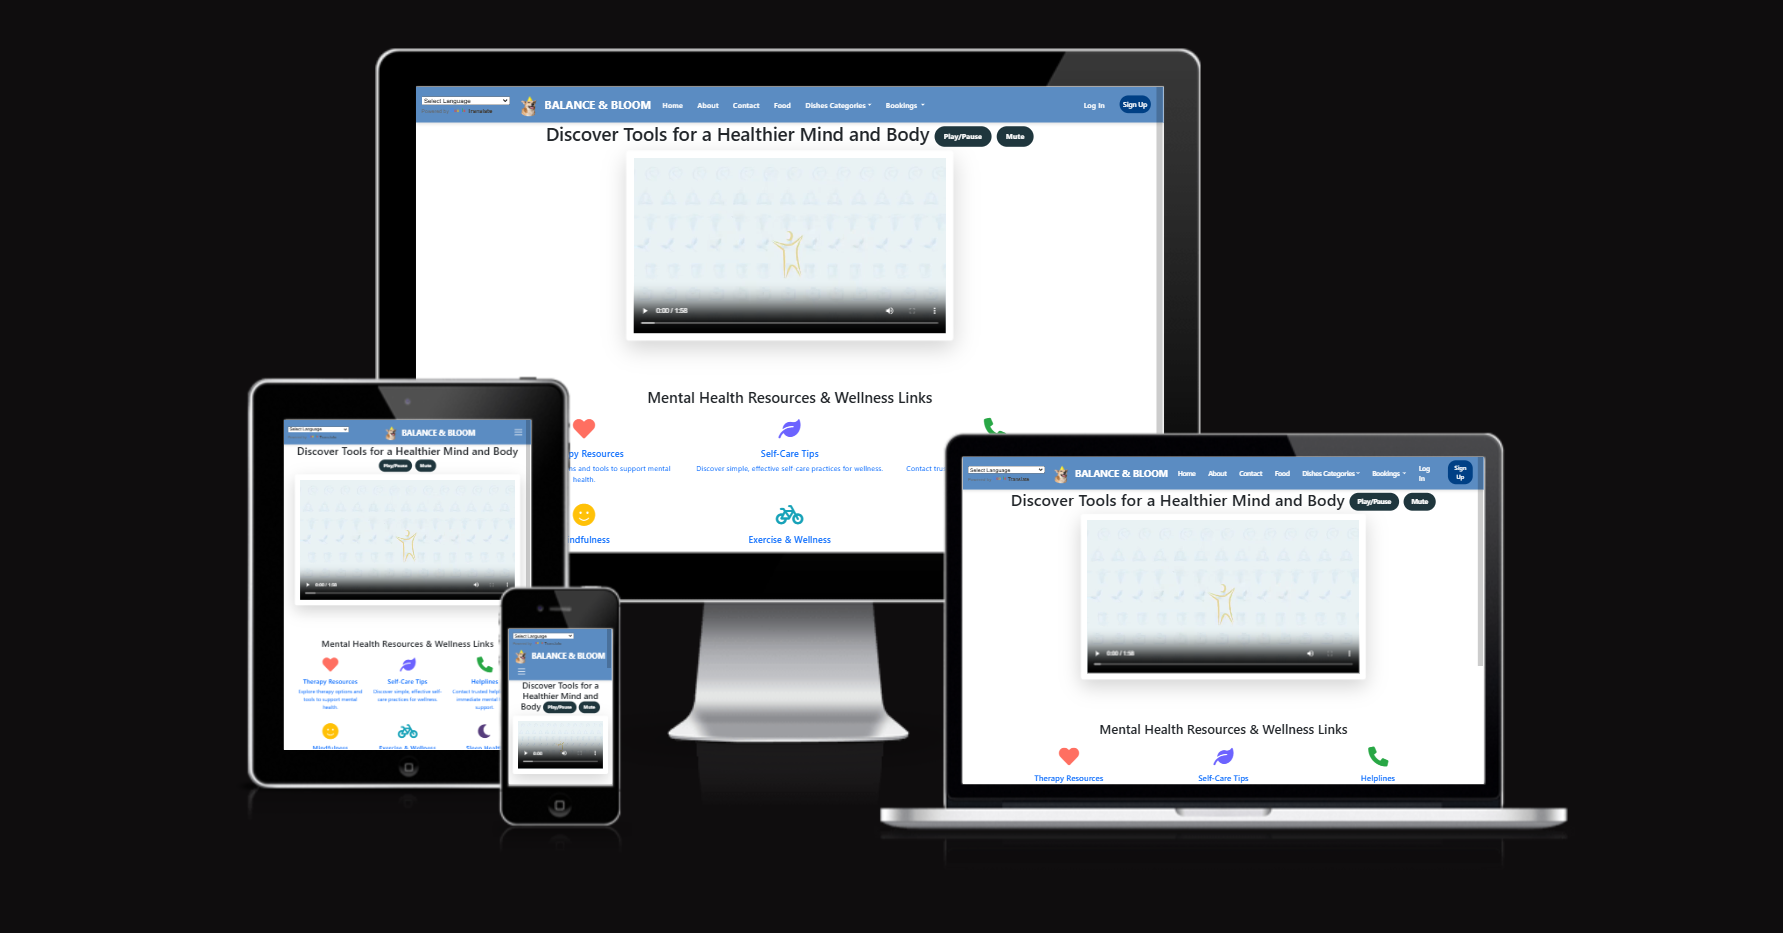 Select Language
Translate
BALANCE & BLOOM
Home
About
Contact
Food
Dishes Categories
Bookings
Log In
Sign Up
Discover Tools for a Healthier Mind and Body
Play/Pause
Mute
0:00 / 1:58
Mental Health Resources & Wellness Links
py Resources
ns and tools to support mental
health.
Self-Care Tips
Discover simple, effective self-care practices for wellness.
Contact trus
ndfulness
Exercise & Wellness
Select Language
BALANCE & BLOOM
Discover Tools for a Healthier Mind and Body
Play/Pause
Mute
0:00 / 1:58
Mental Health Resources & Wellness Links
Therapy Resources
Explore therapy options and
tools to support mental
health.
Self-Care Tips
Discover simple, effective self-
care practices for wellness.
Helplines
Contact trusted help
immediate mental
support.
Mindfulness
Exercise & Wellness
Sleep Healt
Select Language
Translate
BALANCE & BLOOM
Discover Tools for a
Healthier Mind and
Body
Play/Pause
Mute
0:00
Select Language
Translate
BALANCE & BLOOM
Home
About
Contact
Food
Dishes Categories
Bookings
Log
In
Sign
Up
Discover Tools for a Healthier Mind and Body
Play/Pause
Mute
0:00 / 1:58
Mental Health Resources & Wellness Links
Therapy Resources
Self-Care Tips
Helplines